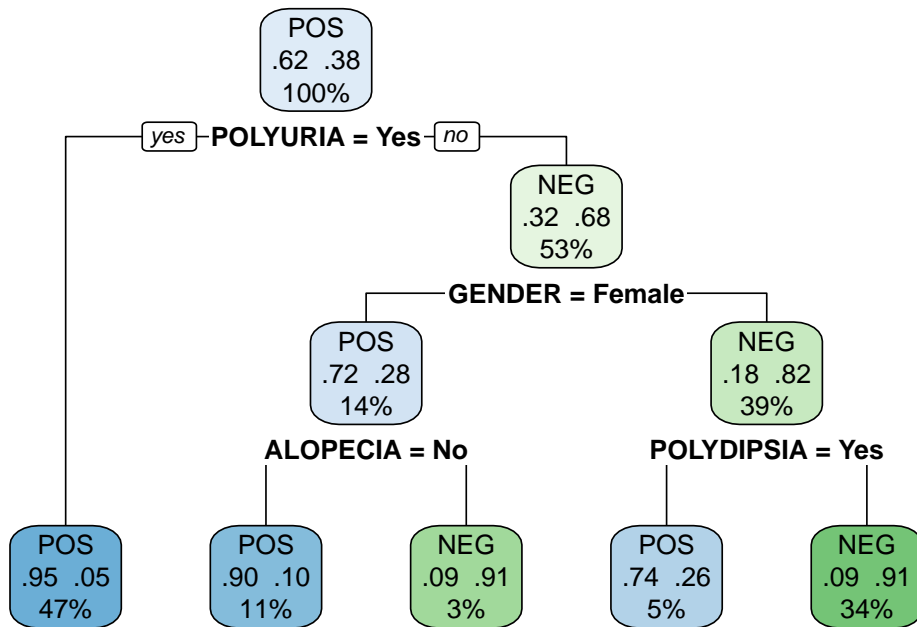 POS
.62 .38
100%
yes POLYURIA = Yes no
NEG
.32 .68
53%
GENDER = Female
POS
.72 .28
14%
NEG
.18 .82
39%
ALOPECIA = No
POLYDIPSIA = Yes
POS
.95 .05
47%
POS
.90 .10
11%
NEG
.09 .91
3%
POS
.74 .26
5%
NEG
.09 .91
34%